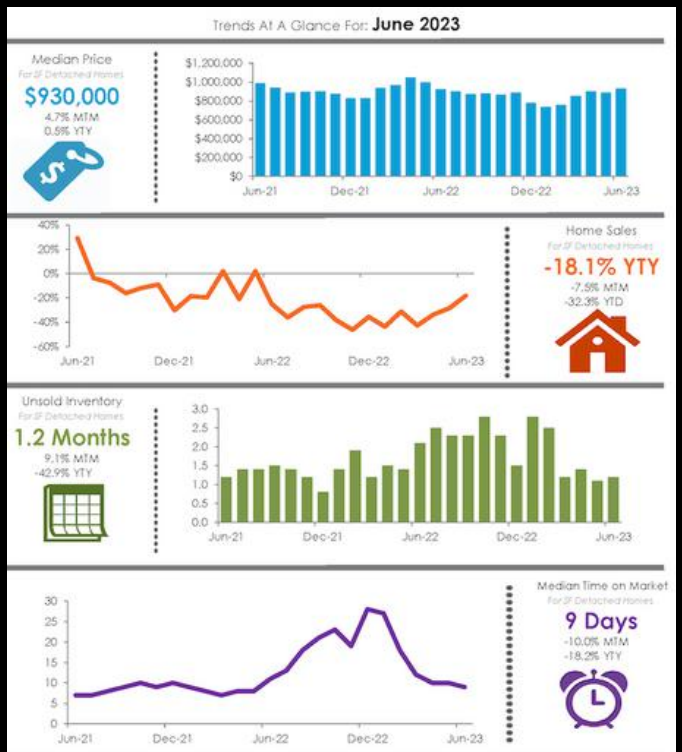 Trends At A Glance For: June 2023
Median Price
For SF Detached Homes
$930,000
4.7% MTM
0.5% YTY
$
$1,200,000
$1,000,000
$800,000
$600,000
$400,000
$200,000
$0
Jun-21 Dec-21 Jun-22 Dec-22 Jun-23
40%
20%
0%
-20%
-40%
-60%
Jun-21 Dec-21 Jun-22 Dec-22 Jun-23
Home Sales
For SF Detached Homes
-18.1% YTY
-7.5% MTM
-32.3% YTD
Unsold Inventory
For SF Detached Homes
1.2 Months
9.1% MTM
-42.9% YTY
3.0
2.5
2.0
1.5
1.0
0.5
0.0
Jun-21 Dec-21 Jun-22 Dec-22 Jun-23
30
25
20
15
10
5
0
Jun-21 Dec-21 Jun-22 Dec-22 Jun-23
Median Time on Market
For SF Detached Homes
9 Days
-10.0% MTM
-18.2% YTY